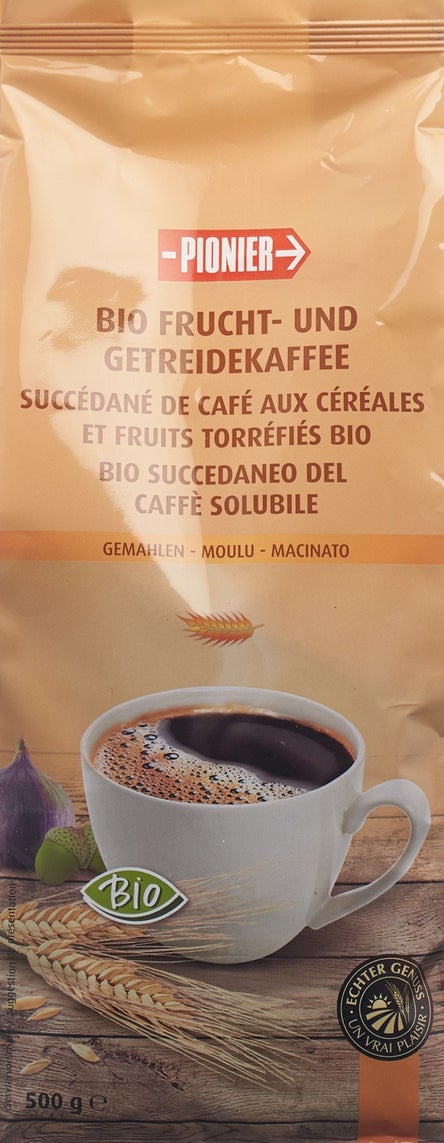 PIONIER
BIO FRUCHT- UND
GETREIDEKAFFEE
SUCCÉDANÉ DE CAFÉ AUX CÉRÉALES
ET FRUITS TORRÉFIÉS BIO
BIO SUCCEDANEO DEL
CAFFÈ SOLUBILE
GEMAHLEN - MOULU - MACINATO
Bio
ECHTER GENUSS
UN VRAI PLAISIR
500 g ℮